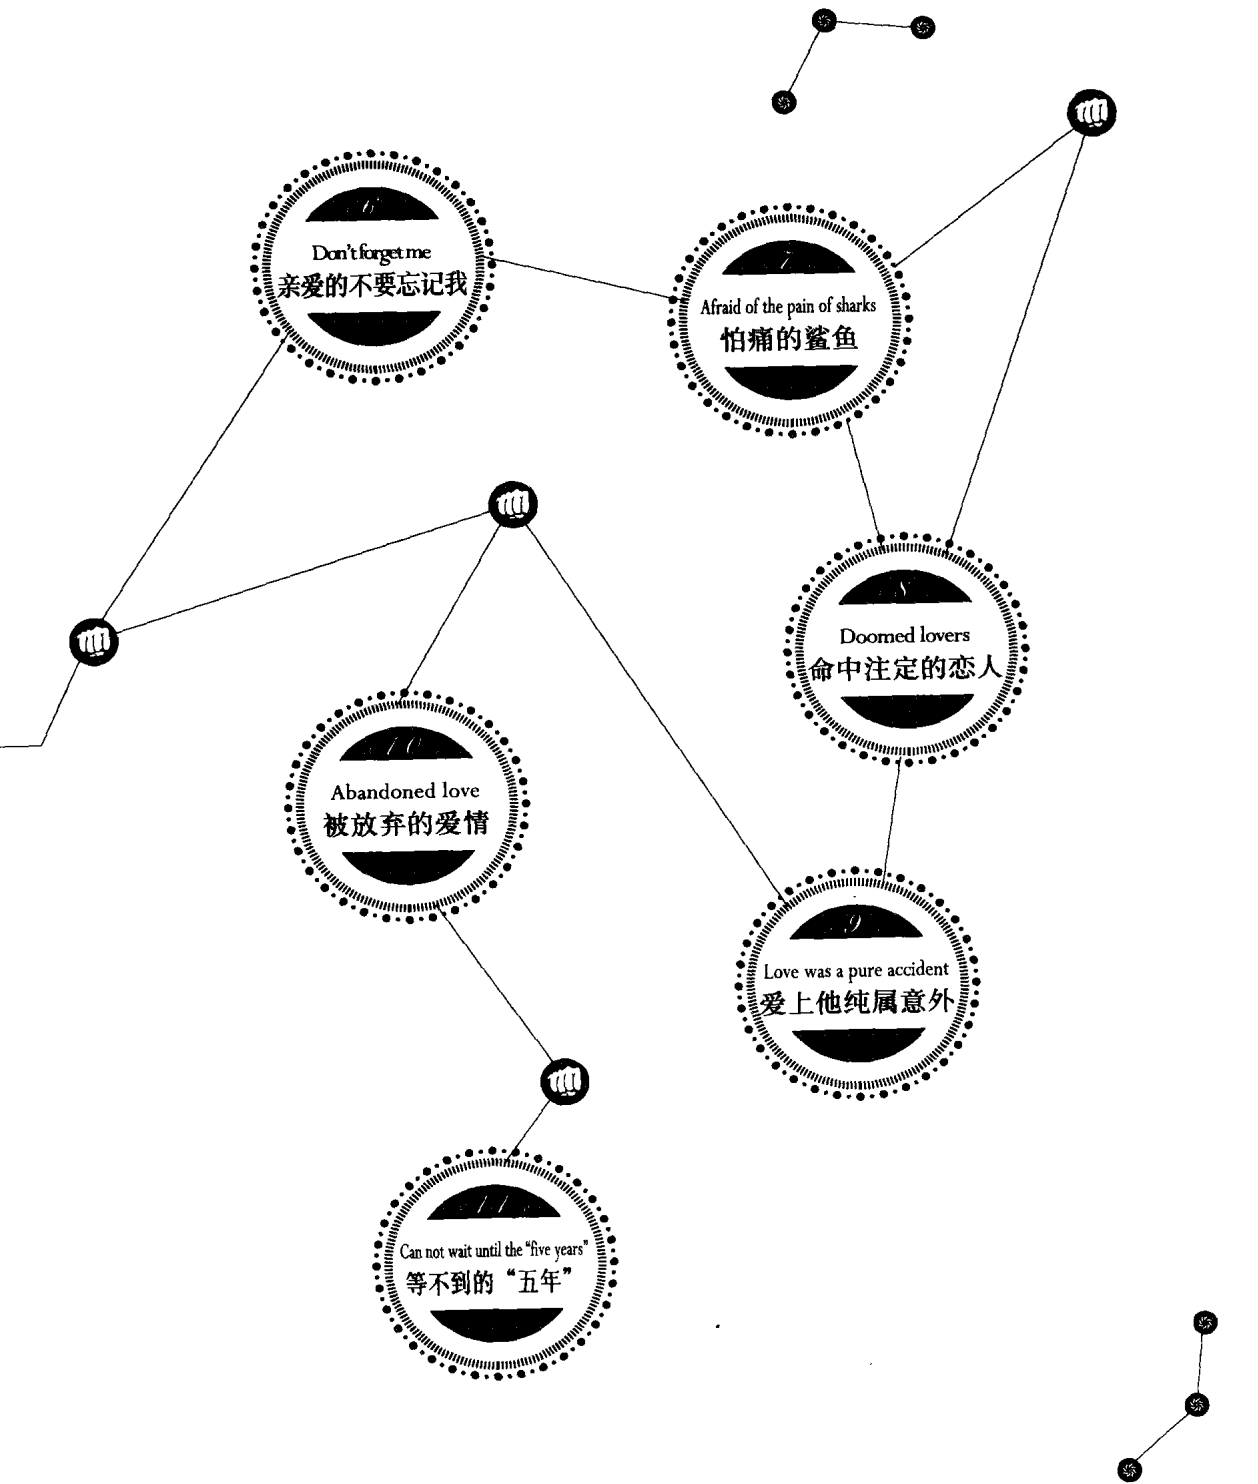 6
Don't forget me
亲爱的不要忘记我
7
Afraid of the pain of sharks
怕痛的鲨鱼
8
Doomed lovers
命中注定的恋人
9
Love was a pure accident
爱上他纯属意外
10
Abandoned love
被放弃的爱情
11
Can not wait until the “five years”
等不到的“五年”